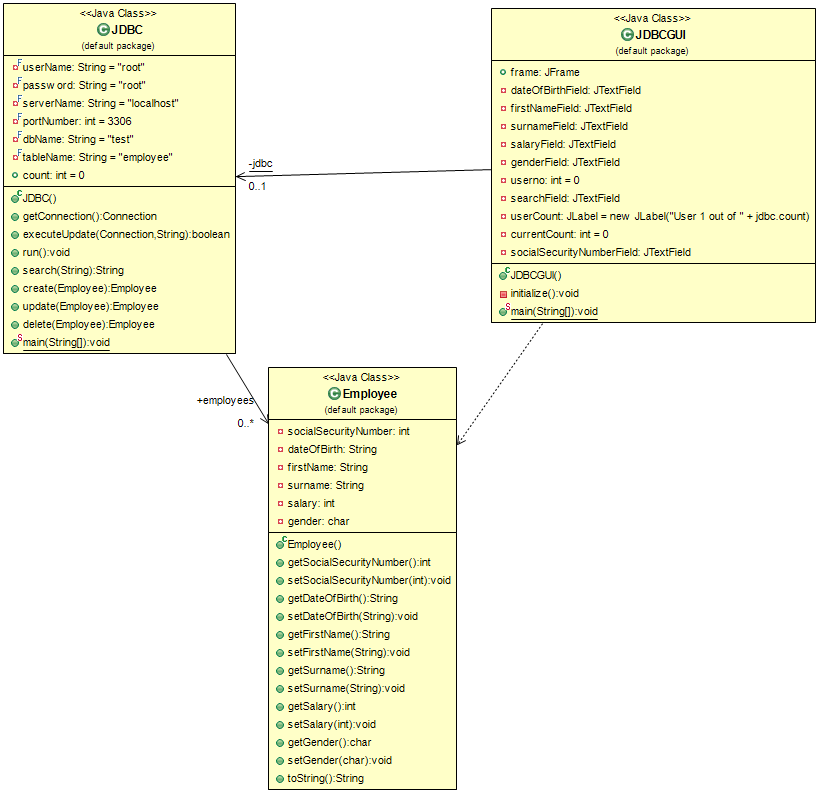 <<Java Class>>
JDBC
(default package)
userName: String = "root"
password: String = "root"
serverName: String = "localhost"
portNumber: int = 3306
dbName: String = "test"
tableName: String = "employee"
count: int = 0
JDBC()
getConnection():Connection
executeUpdate(Connection,String):boolean
run():void
search(String):String
create(Employee):Employee
update(Employee):Employee
delete(Employee):Employee
main(String[]):void
-jdbc
0..1
<<Java Class>>
JDBCGUI
(default package)
frame: JFrame
dateOfBirthField: JTextField
firstNameField: JTextField
surnameField: JTextField
salaryField: JTextField
genderField: JTextField
userno: int = 0
searchField: JTextField
userCount: JLabel = new JLabel("User 1 out of " + jdbc.count)
currentCount: int = 0
socialSecurityNumberField: JTextField
JDBCGUI()
initialize():void
main(String[]):void
+employees
0..*
<<Java Class>>
Employee
(default package)
socialSecurityNumber: int
dateOfBirth: String
firstName: String
surname: String
salary: int
gender: char
Employee()
getSocialSecurityNumber():int
setSocialSecurityNumber(int):void
getDateOfBirth():String
setDateOfBirth(String):void
getFirstName():String
setFirstName(String):void
getSurname():String
setSurname(String):void
getSalary():int
setSalary(int):void
getGender():char
setGender(char):void
toString():String